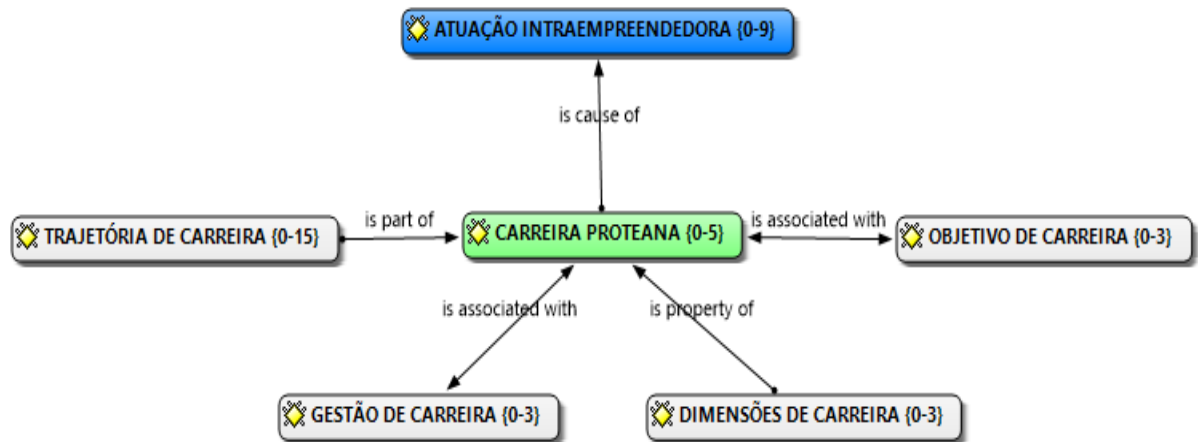 ATUAÇÃO INTRAEMPREENDEDORA {0-9}
is cause of
TRAJETÓRIA DE CARREIRA {0-15}
is part of
CARREIRA PROTEANA {0-5}
is associated with
OBJETIVO DE CARREIRA {0-3}
is associated with
is property of
GESTÃO DE CARREIRA {0-3}
DIMENSÕES DE CARREIRA {0-3}